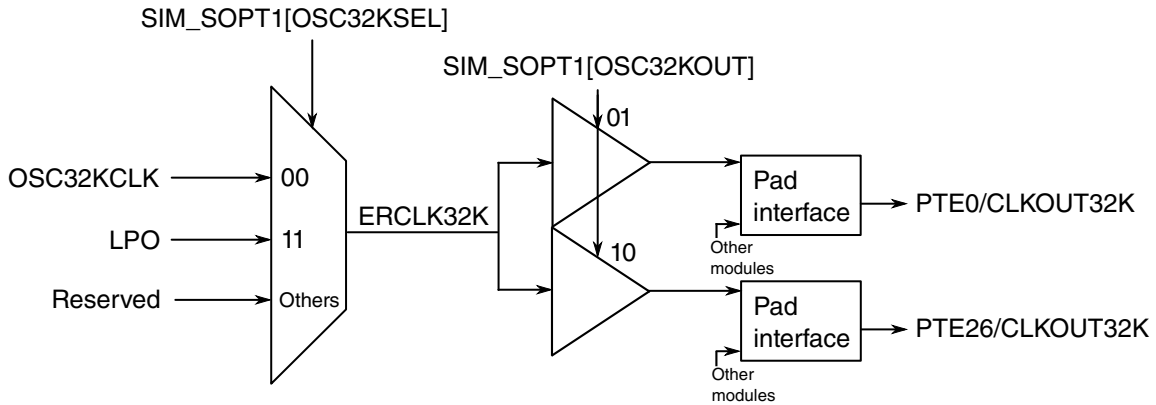 SIM_SOPT1[OSC32KSEL]
SIM_SOPT1[OSC32KOUT]
01
OSC32KCLK
00
Pad
interface
PTE0/CLKOUT32K
ERCLK32K
LPO
11
Other
modules
10
Reserved
Others
Pad
interface
PTE26/CLKOUT32K
Other
modules